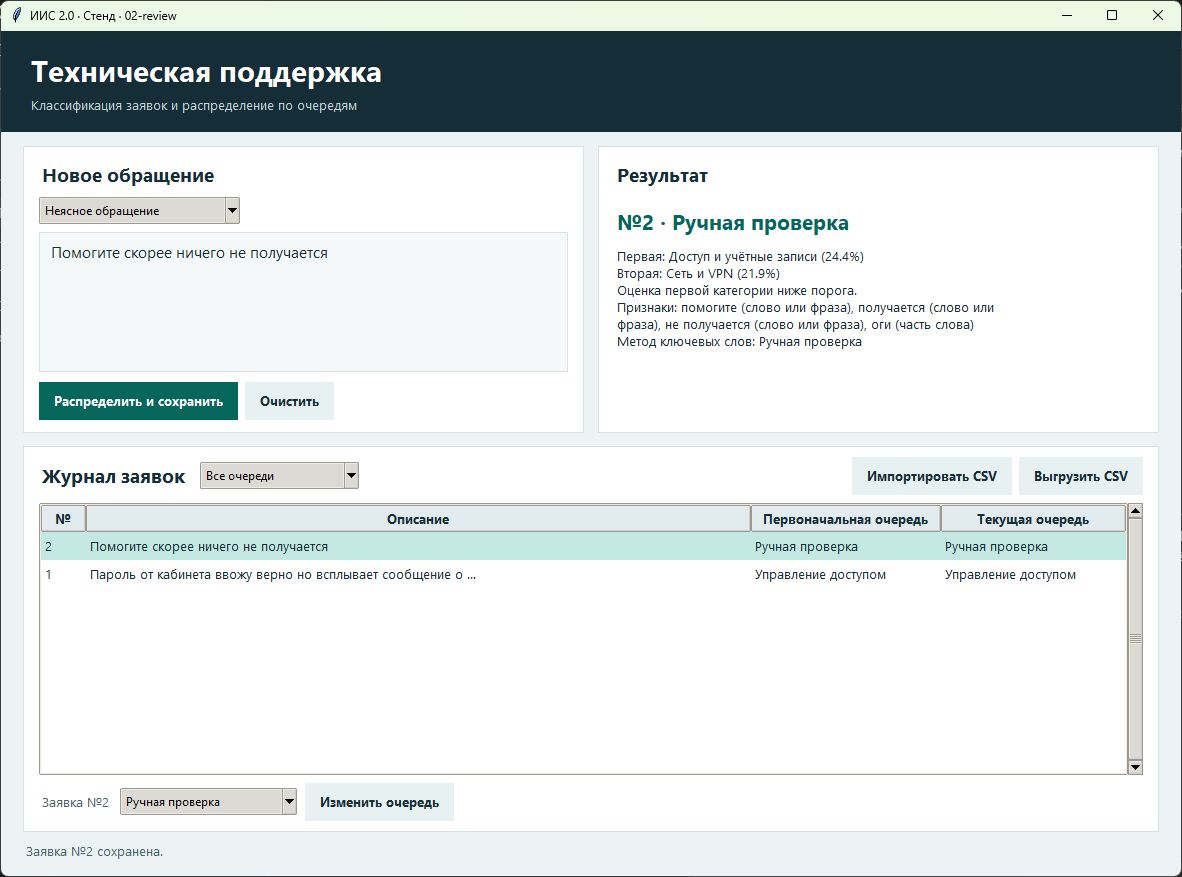 ИИС 2.0 · Стенд · 02-review
Техническая поддержка
Классификация заявок и распределение по очередям
Новое обращение
Неясное обращение
Помогите скорее ничего не получается
Распределить и сохранить
Очистить
Результат
№2 · Ручная проверка
Первая: Доступ и учётные записи (24.4%)
Вторая: Сеть и VPN (21.9%)
Оценка первой категории ниже порога.
Признаки: помогите (слово или фраза), получается (слово или
фраза), не получается (слово или фраза), оги (часть слова)
Метод ключевых слов: Ручная проверка
Журнал заявок
Все очереди
Импортировать CSV
Выгрузить CSV
№ Описание Первоначальная очередь Текущая очередь
2 Помогите скорее ничего не получается Ручная проверка Ручная проверка
1 Пароль от кабинета ввожу верно но всплывает сообщение о ... Управление доступом Управление доступом
Заявка №2 Ручная проверка Изменить очередь
Заявка №2 сохранена.